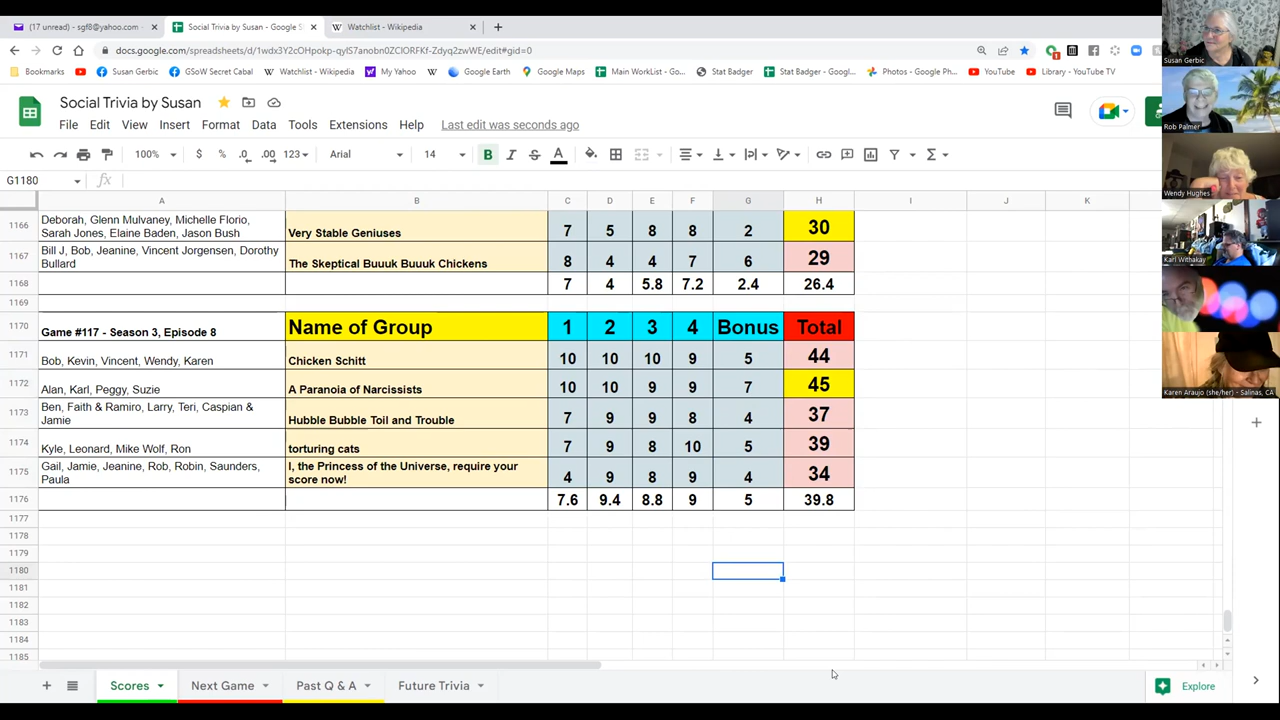 (17 unread) - sgf8@yahoo.com
Social Trivia by Susan - Google S
Watchlist - Wikipedia
Susan Gerbic
Rob Palmer
Wendy Hughes
Karl Withakay
Karen Araujo (she/her) - Salinas, CA
Bookmarks
Susan Gerbic
GSoW Secret Cabal
Watchlist - Wikipedia
My Yahoo
Google Earth
Google Maps
Main WorkList - Go...
Stat Badger
Stat Badger - Googl...
Photos - Google Ph...
YouTube
Library - YouTube TV
Social Trivia by Susan
File Edit View Insert Format Data Tools Extensions Help Last edit was seconds ago
100% $ % .0 .00 123 Arial 14 B I S A
G1180 fx
A B C D E F G H I J K
1166 Deborah, Glenn Mulvaney, Michelle Florio,
Sarah Jones, Elaine Baden, Jason Bush Very Stable Geniuses 7 5 8 8 2 30
1167 Bill J, Bob, Jeanine, Vincent Jorgensen, Dorothy
Bullard The Skeptical Buuuk Buuuk Chickens 8 4 4 7 6 29
1168 7 4 5.8 7.2 2.4 26.4
1169
1170 Game #117 - Season 3, Episode 8 Name of Group 1 2 3 4 Bonus Total
1171 Bob, Kevin, Vincent, Wendy, Karen Chicken Schitt 10 10 10 9 5 44
1172 Alan, Karl, Peggy, Suzie A Paranoia of Narcissists 10 10 9 9 7 45
1173 Ben, Faith & Ramiro, Larry, Teri, Caspian &
Jamie Hubble Bubble Toil and Trouble 7 9 9 8 4 37
1174 Kyle, Leonard, Mike Wolf, Ron torturing cats 7 9 8 10 5 39
1175 Gail, Jamie, Jeanine, Rob, Robin, Saunders,
Paula I, the Princess of the Universe, require your
score now! 4 9 8 9 4 34
1176 7.6 9.4 8.8 9 5 39.8
1177
1178
1179
1180
1181
1182
1183
1184
1185
Scores Next Game Past Q & A Future Trivia Explore